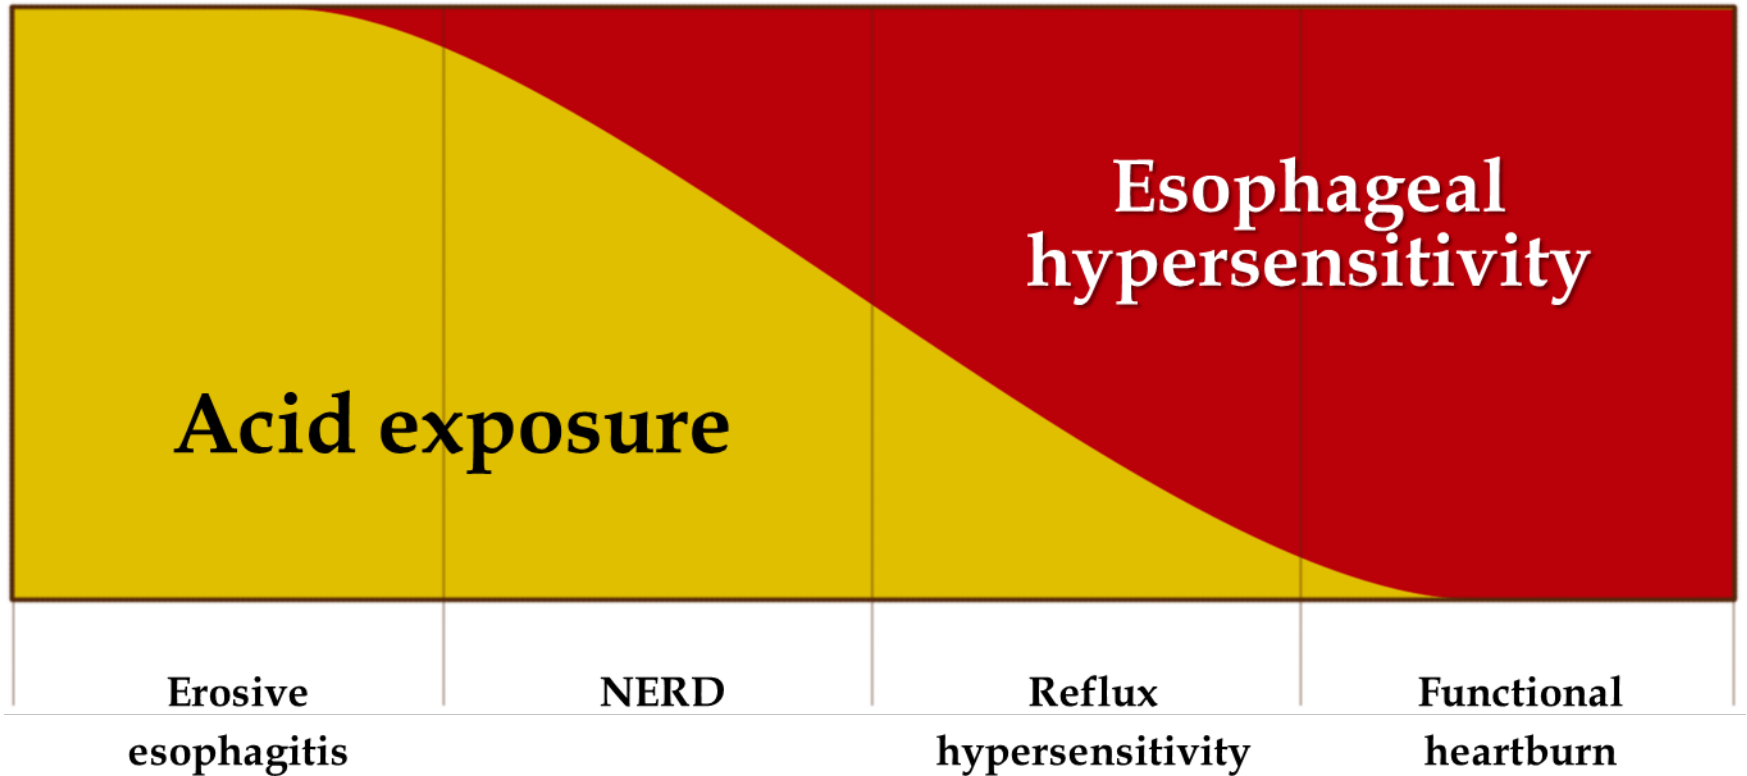 Esophageal
hypersensitivity
Acid exposure
Erosive
esophagitis
NERD
Reflux
hypersensitivity
Functional
heartburn